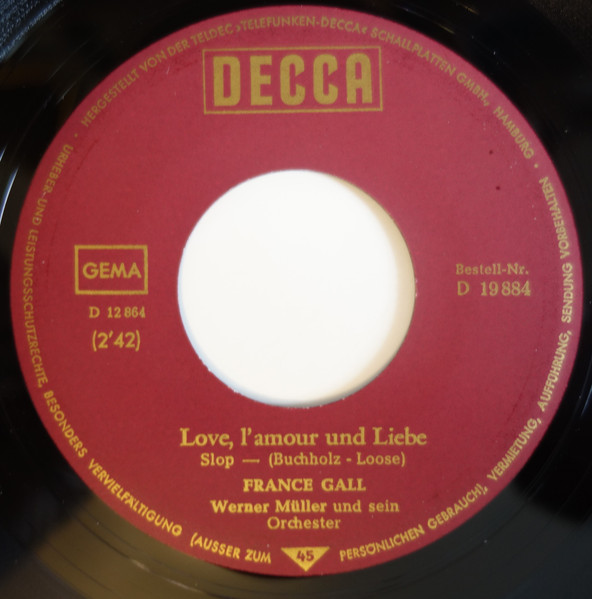 · HERGESTELLT VON DER TELDEC »TELEFUNKEN-DECCA« SCHALLPLATTEN GMBH., HAMBURG ·
DECCA
GEMA
D 12 864
(2'42)
Bestell-Nr.
D 19 884
Love, l'amour und Liebe
Slop — (Buchholz - Loose)
FRANCE GALL
Werner Müller und sein
Orchester
45
URHEBER- UND LEISTUNGSSCHUTZRECHTE, BESONDERS VERVIELFÄLTIGUNG (AUSSER ZUM PERSÖNLICHEN GEBRAUCH), VERMIETUNG, AUFFÜHRUNG, SENDUNG VORBEHALTEN